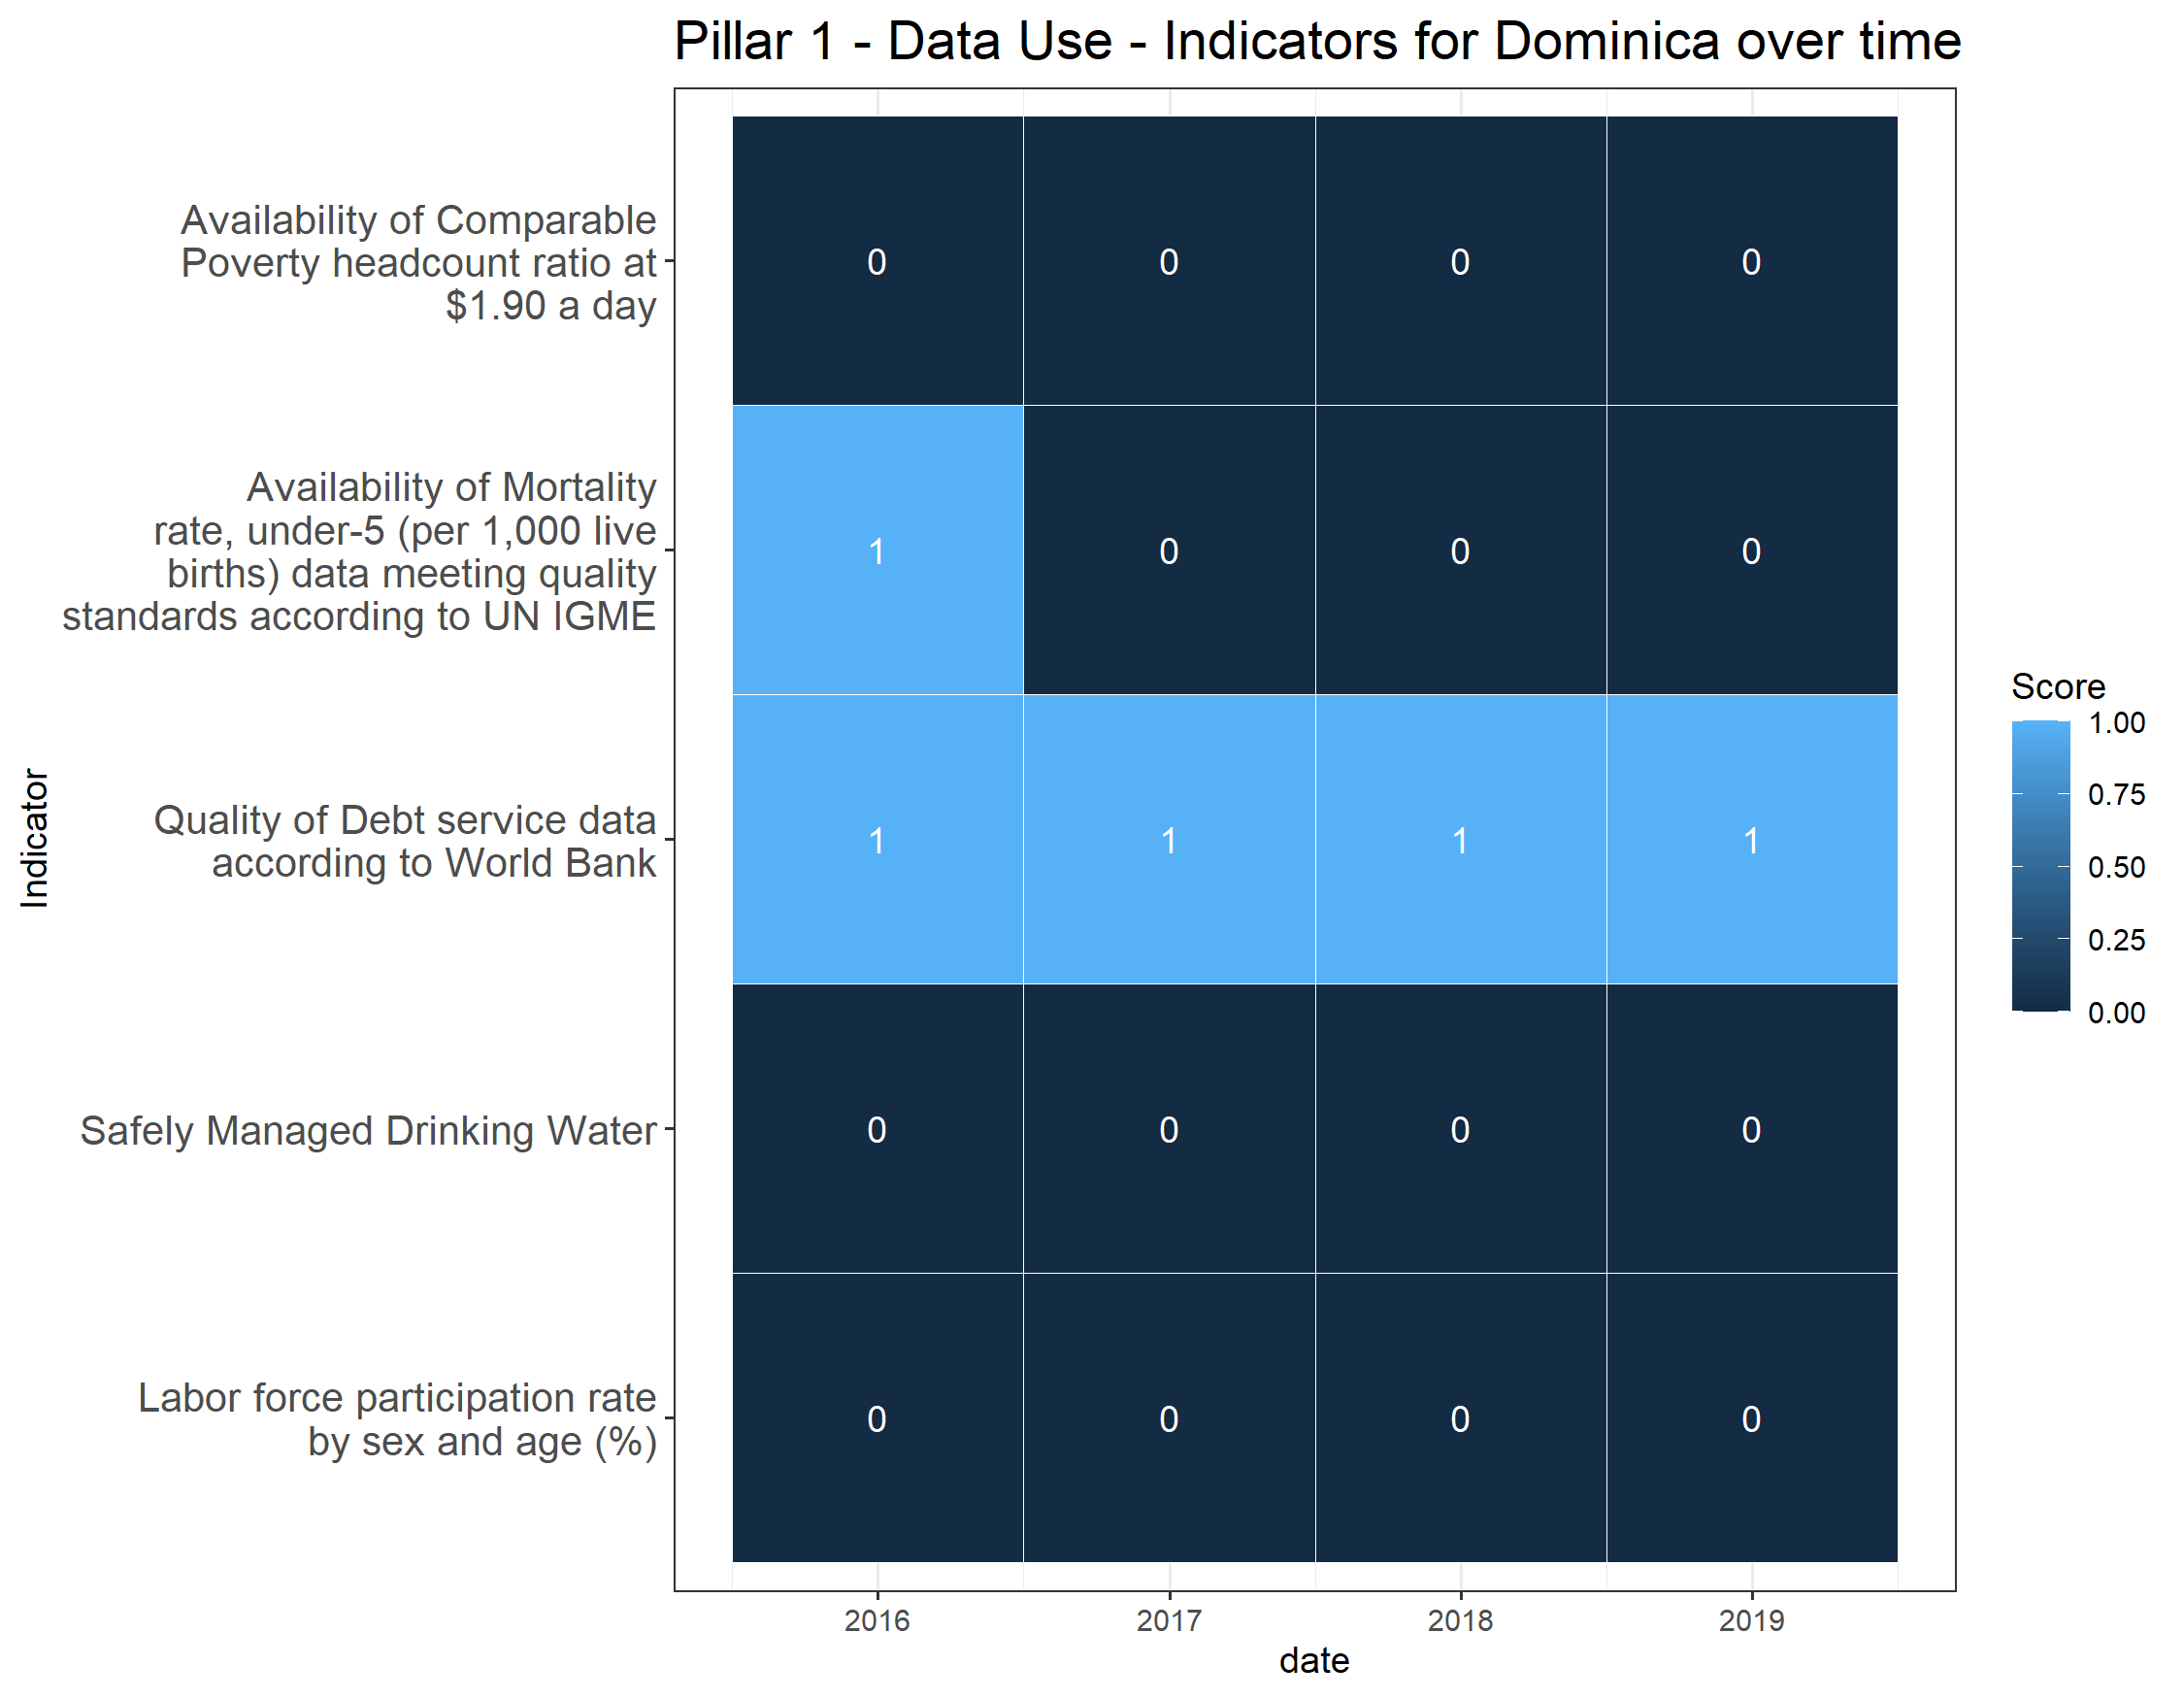 Pillar 1 - Data Use - Indicators for Dominica over time
Indicator
Availability of Comparable
Poverty headcount ratio at
$1.90 a day
0 0 0 0
Availability of Mortality
rate, under-5 (per 1,000 live
births) data meeting quality
standards according to UN IGME
1 0 0 0
Quality of Debt service data
according to World Bank
1 1 1 1
Safely Managed Drinking Water
0 0 0 0
Labor force participation rate
by sex and age (%)
0 0 0 0
2016 2017 2018 2019
date
Score
1.00
0.75
0.50
0.25
0.00